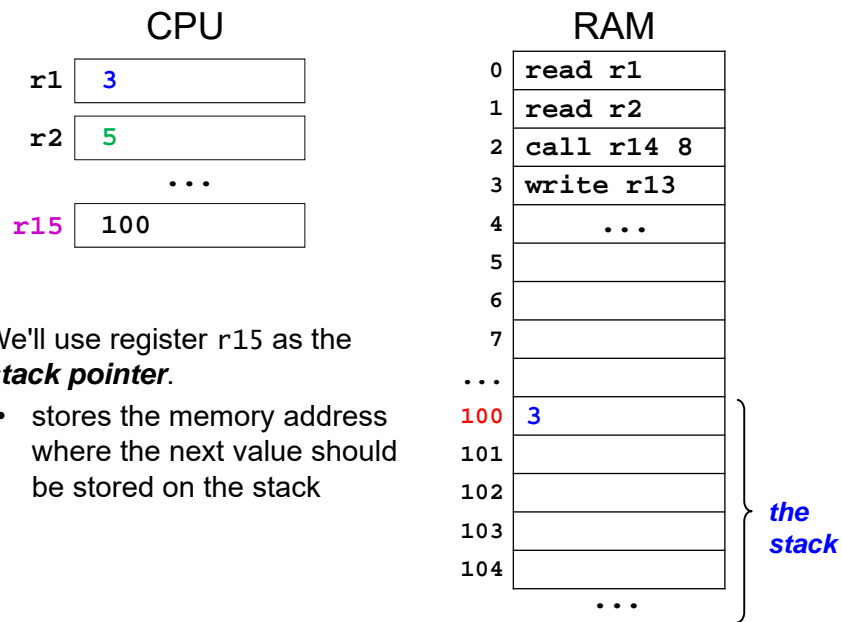 CPU
r1 3
r2 5
...
r15 100
We'll use register r15 as the
stack pointer.
• stores the memory address
where the next value should
be stored on the stack
RAM
0 read r1
1 read r2
2 call r14 8
3 write r13
4 ...
5
6
7
...
100 3
101
102
103
104
...
the
stack